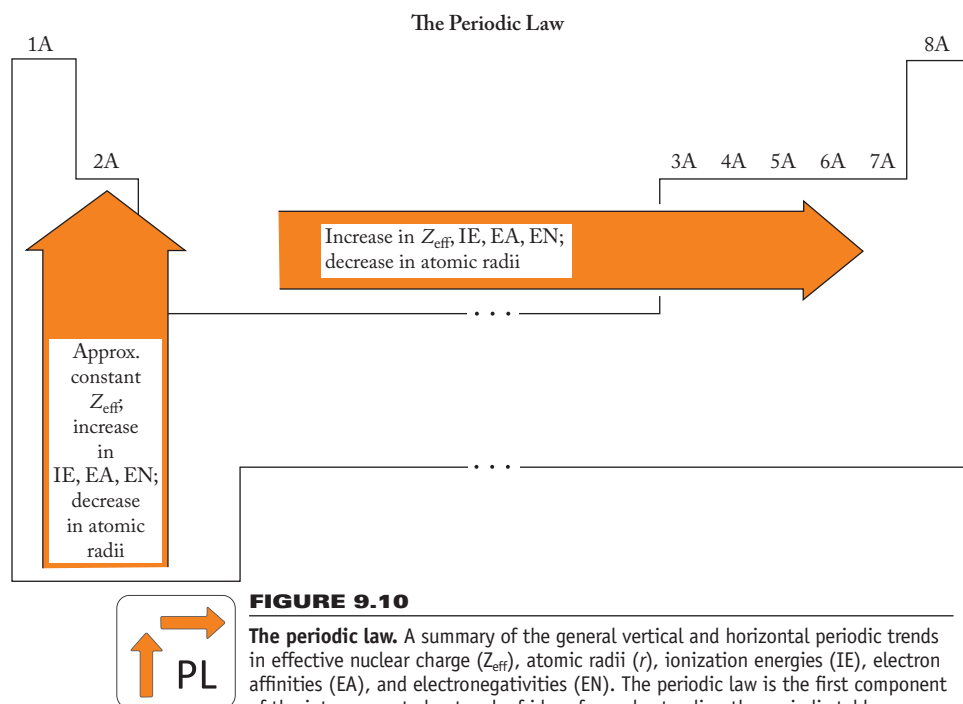 The Periodic Law
1A
8A
2A
3A 4A 5A 6A 7A
Increase in Zeff, IE, EA, EN;
decrease in atomic radii
. . .
Approx.
constant
Zeff;
increase
in
IE, EA, EN;
decrease
in atomic
radii
. . .
PL
FIGURE 9.10
The periodic law. A summary of the general vertical and horizontal periodic trends
in effective nuclear charge (Zeff), atomic radii (r), ionization energies (IE), electron
affinities (EA), and electronegativities (EN). The periodic law is the first component